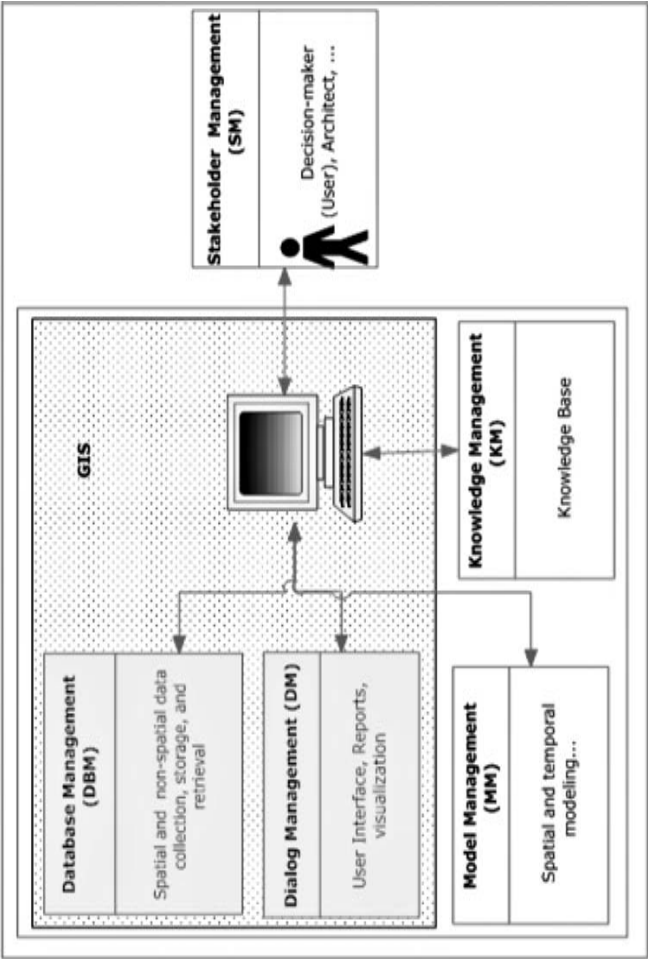 GIS
Database Management
(DBM)
Spatial and non-spatial data
collection, storage, and
retrieval
Dialog Management (DM)
User Interface, Reports,
visualization
Model Management
(MM)
Spatial and temporal
modeling...
Knowledge Management
(KM)
Knowledge Base
Stakeholder Management
(SM)
Decision-maker
(User), Architect, ...